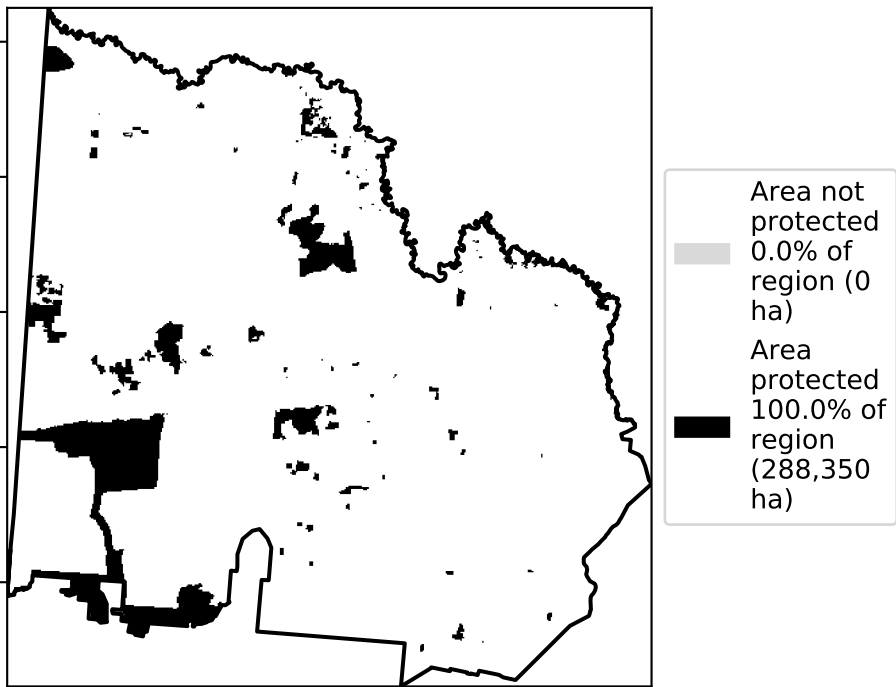 Area not
protected
0.0% of
region (0
ha)
Area
protected
100.0% of
region
(288,350
ha)